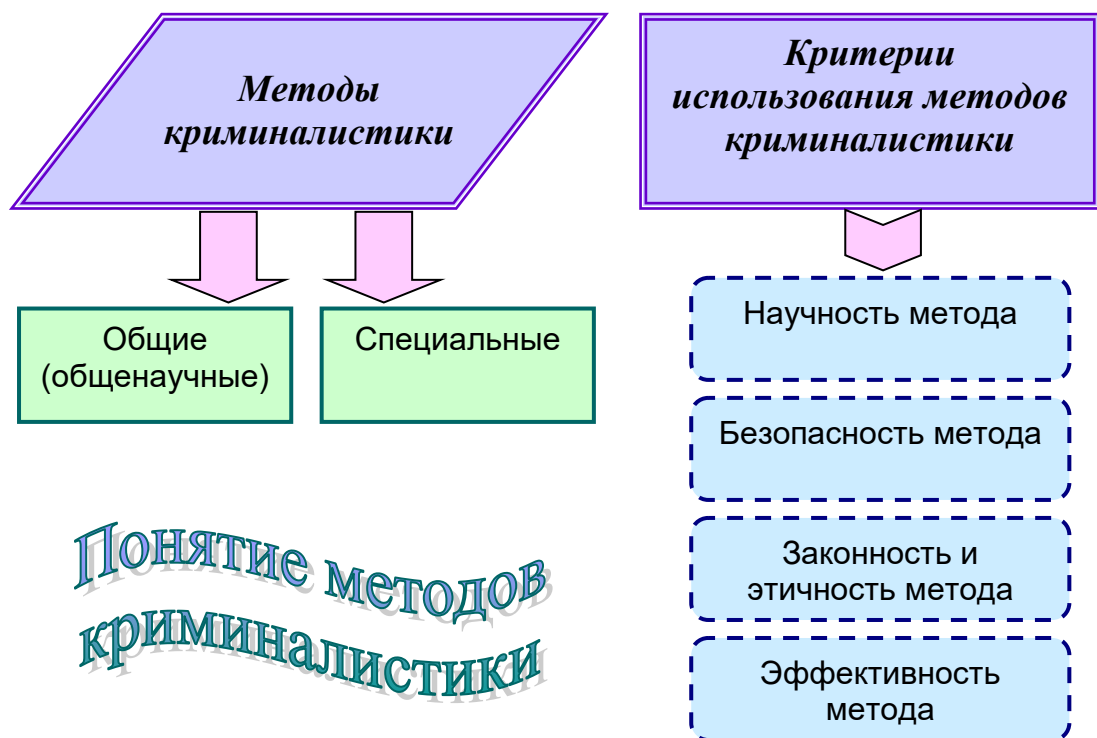 Методы
криминалистики
Общие
(общенаучные)
Специальные
Понятие методов
криминалистики
Критерии
использования методов
криминалистики
Научность метода
Безопасность метода
Законность и
этичность метода
Эффективность
метода